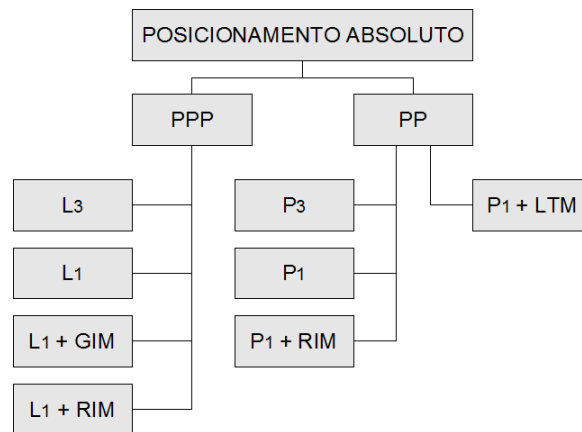 POSICIONAMENTO ABSOLUTO
PPP
PP
L3
P3
P1 + LTM
L1
P1
L1 + GIM
P1 + RIM
L1 + RIM